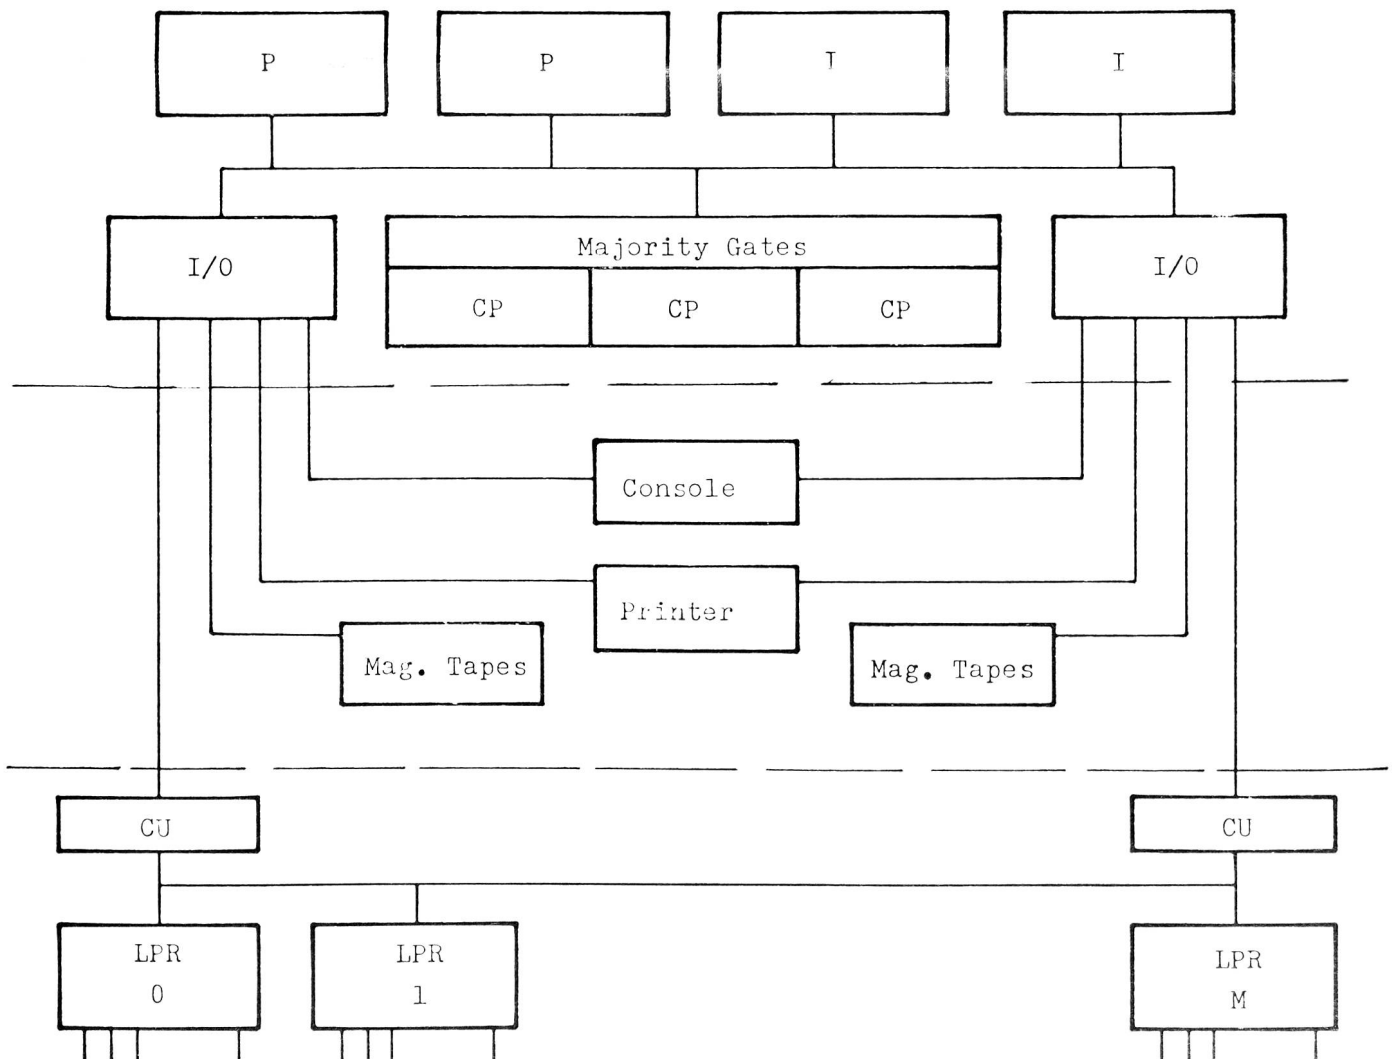 P
P
I
I
I/O
Majority Gates
I/O
CP
CP
CP
Console
Printer
Mag. Tapes
Mag. Tapes
CU
CU
LPR
0
LPR
1
LPR
M